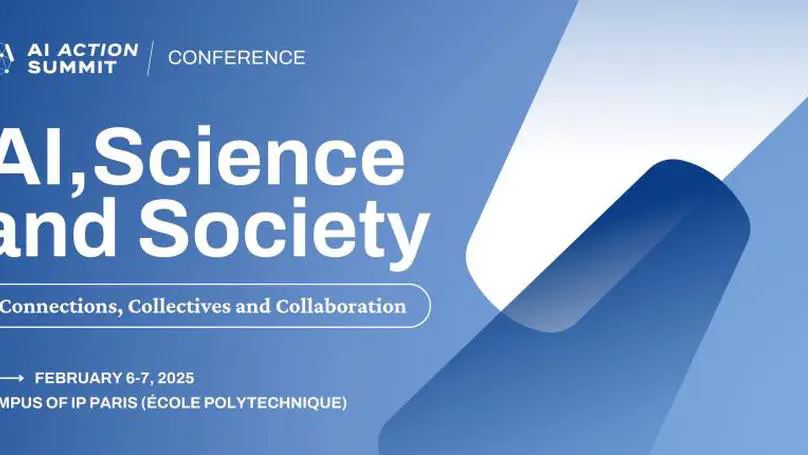 AI ACTION
SUMMIT
CONFERENCE
AI,Science
and Society
Connections, Collectives and Collaboration
→ FEBRUARY 6-7, 2025
MPUS OF IP PARIS (ÉCOLE POLYTECHNIQUE)